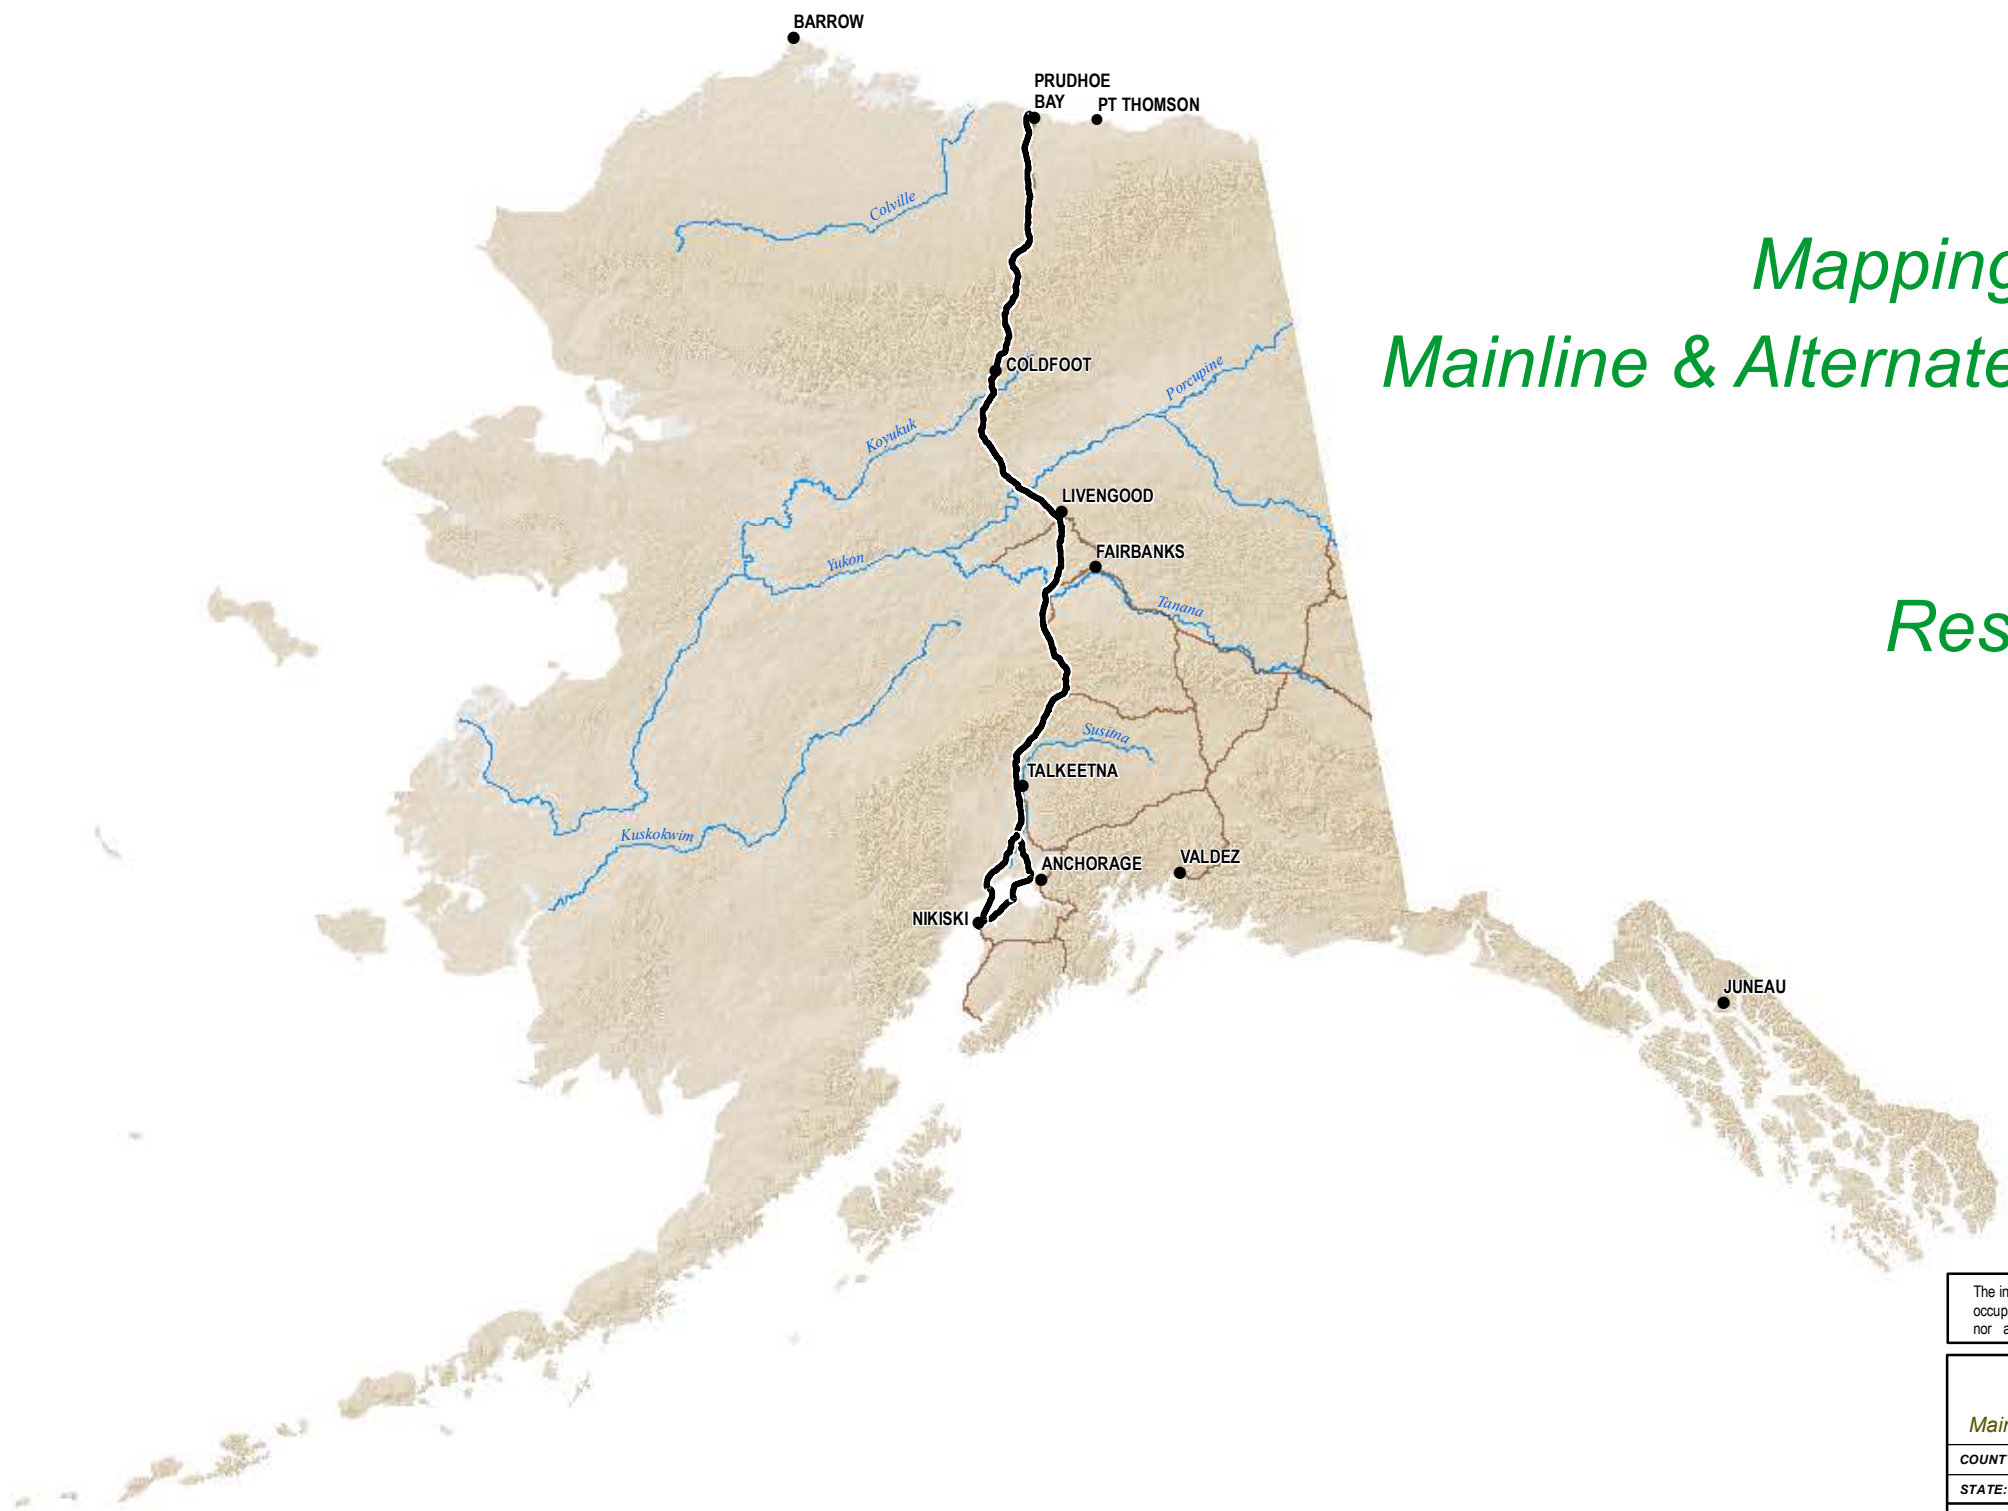 BARROW
PRUDHOE
BAY
PT THOMSON
Colville
Mapping
Mainline & Alternate
COLDFOOT
Porcupine
Koyukuk
LIVENGOOD
FAIRBANKS
Yukon
Tanana
Res
Susitna
TALKEETNA
Kuskokwim
ANCHORAGE
VALDEZ
NIKISKI
JUNEAU
The in
occup
nor a
Main
COUNT
STATE: